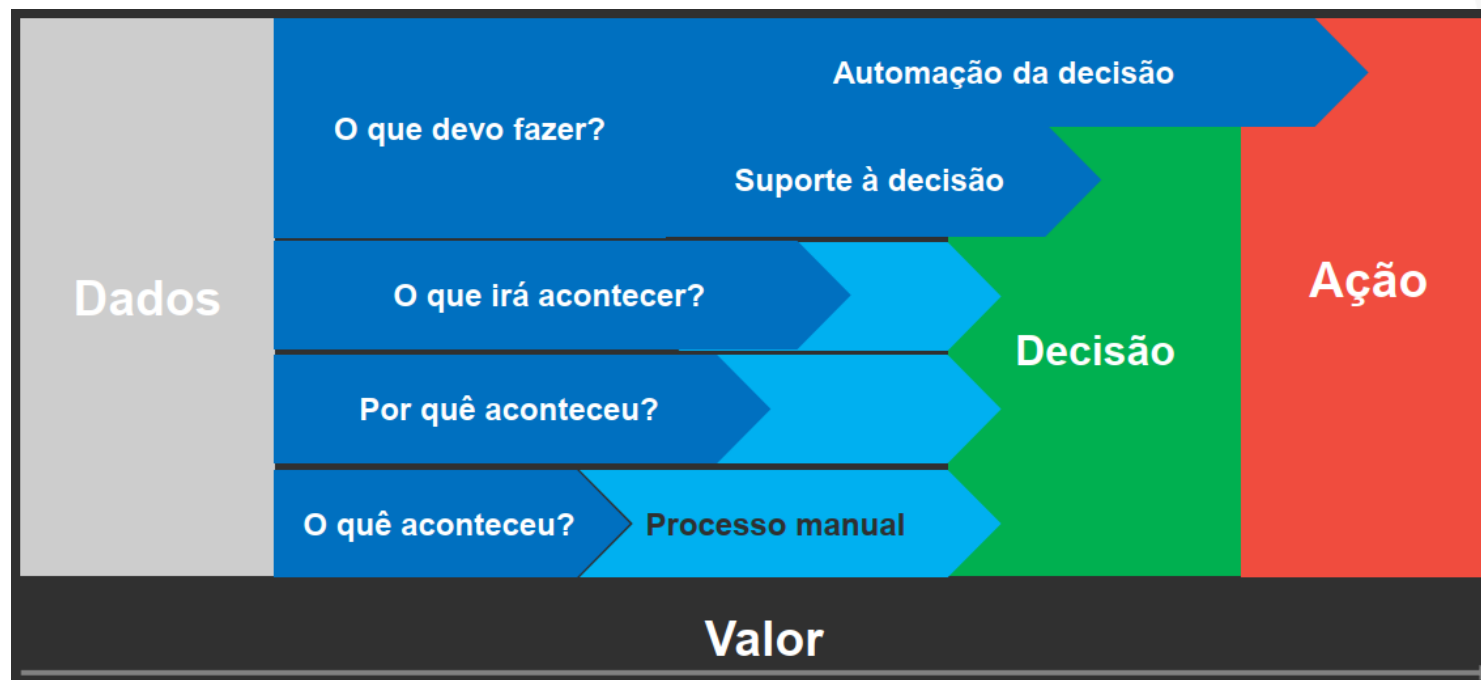 Dados
Automação da decisão
O que devo fazer?
Suporte à decisão
O que irá acontecer?
Por quê aconteceu?
O quê aconteceu?
Processo manual
Decisão
Ação
Valor